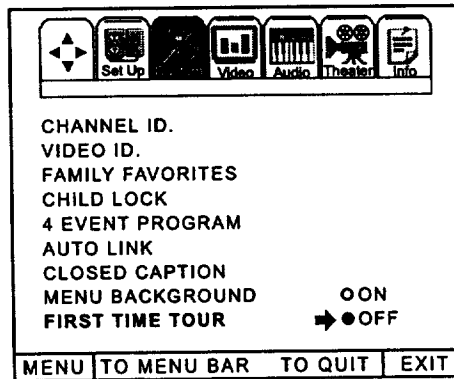 Set Up Video Audio Theater Info
CHANNEL ID.
VIDEO ID.
FAMILY FAVORITES
CHILD LOCK
4 EVENT PROGRAM
AUTO LINK
CLOSED CAPTION
MENU BACKGROUND ON
FIRST TIME TOUR OFF
MENU TO MENU BAR TO QUIT EXIT